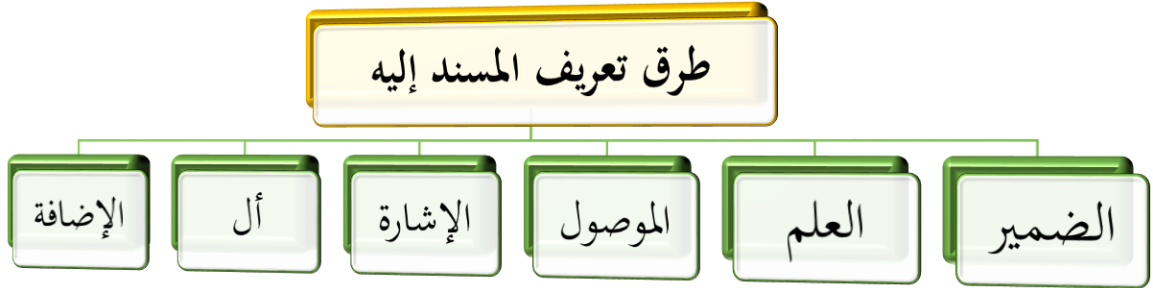 طرق تعريف المسند إليه
الضمير
العلم
الموصول
الإشارة
أل
الإضافة